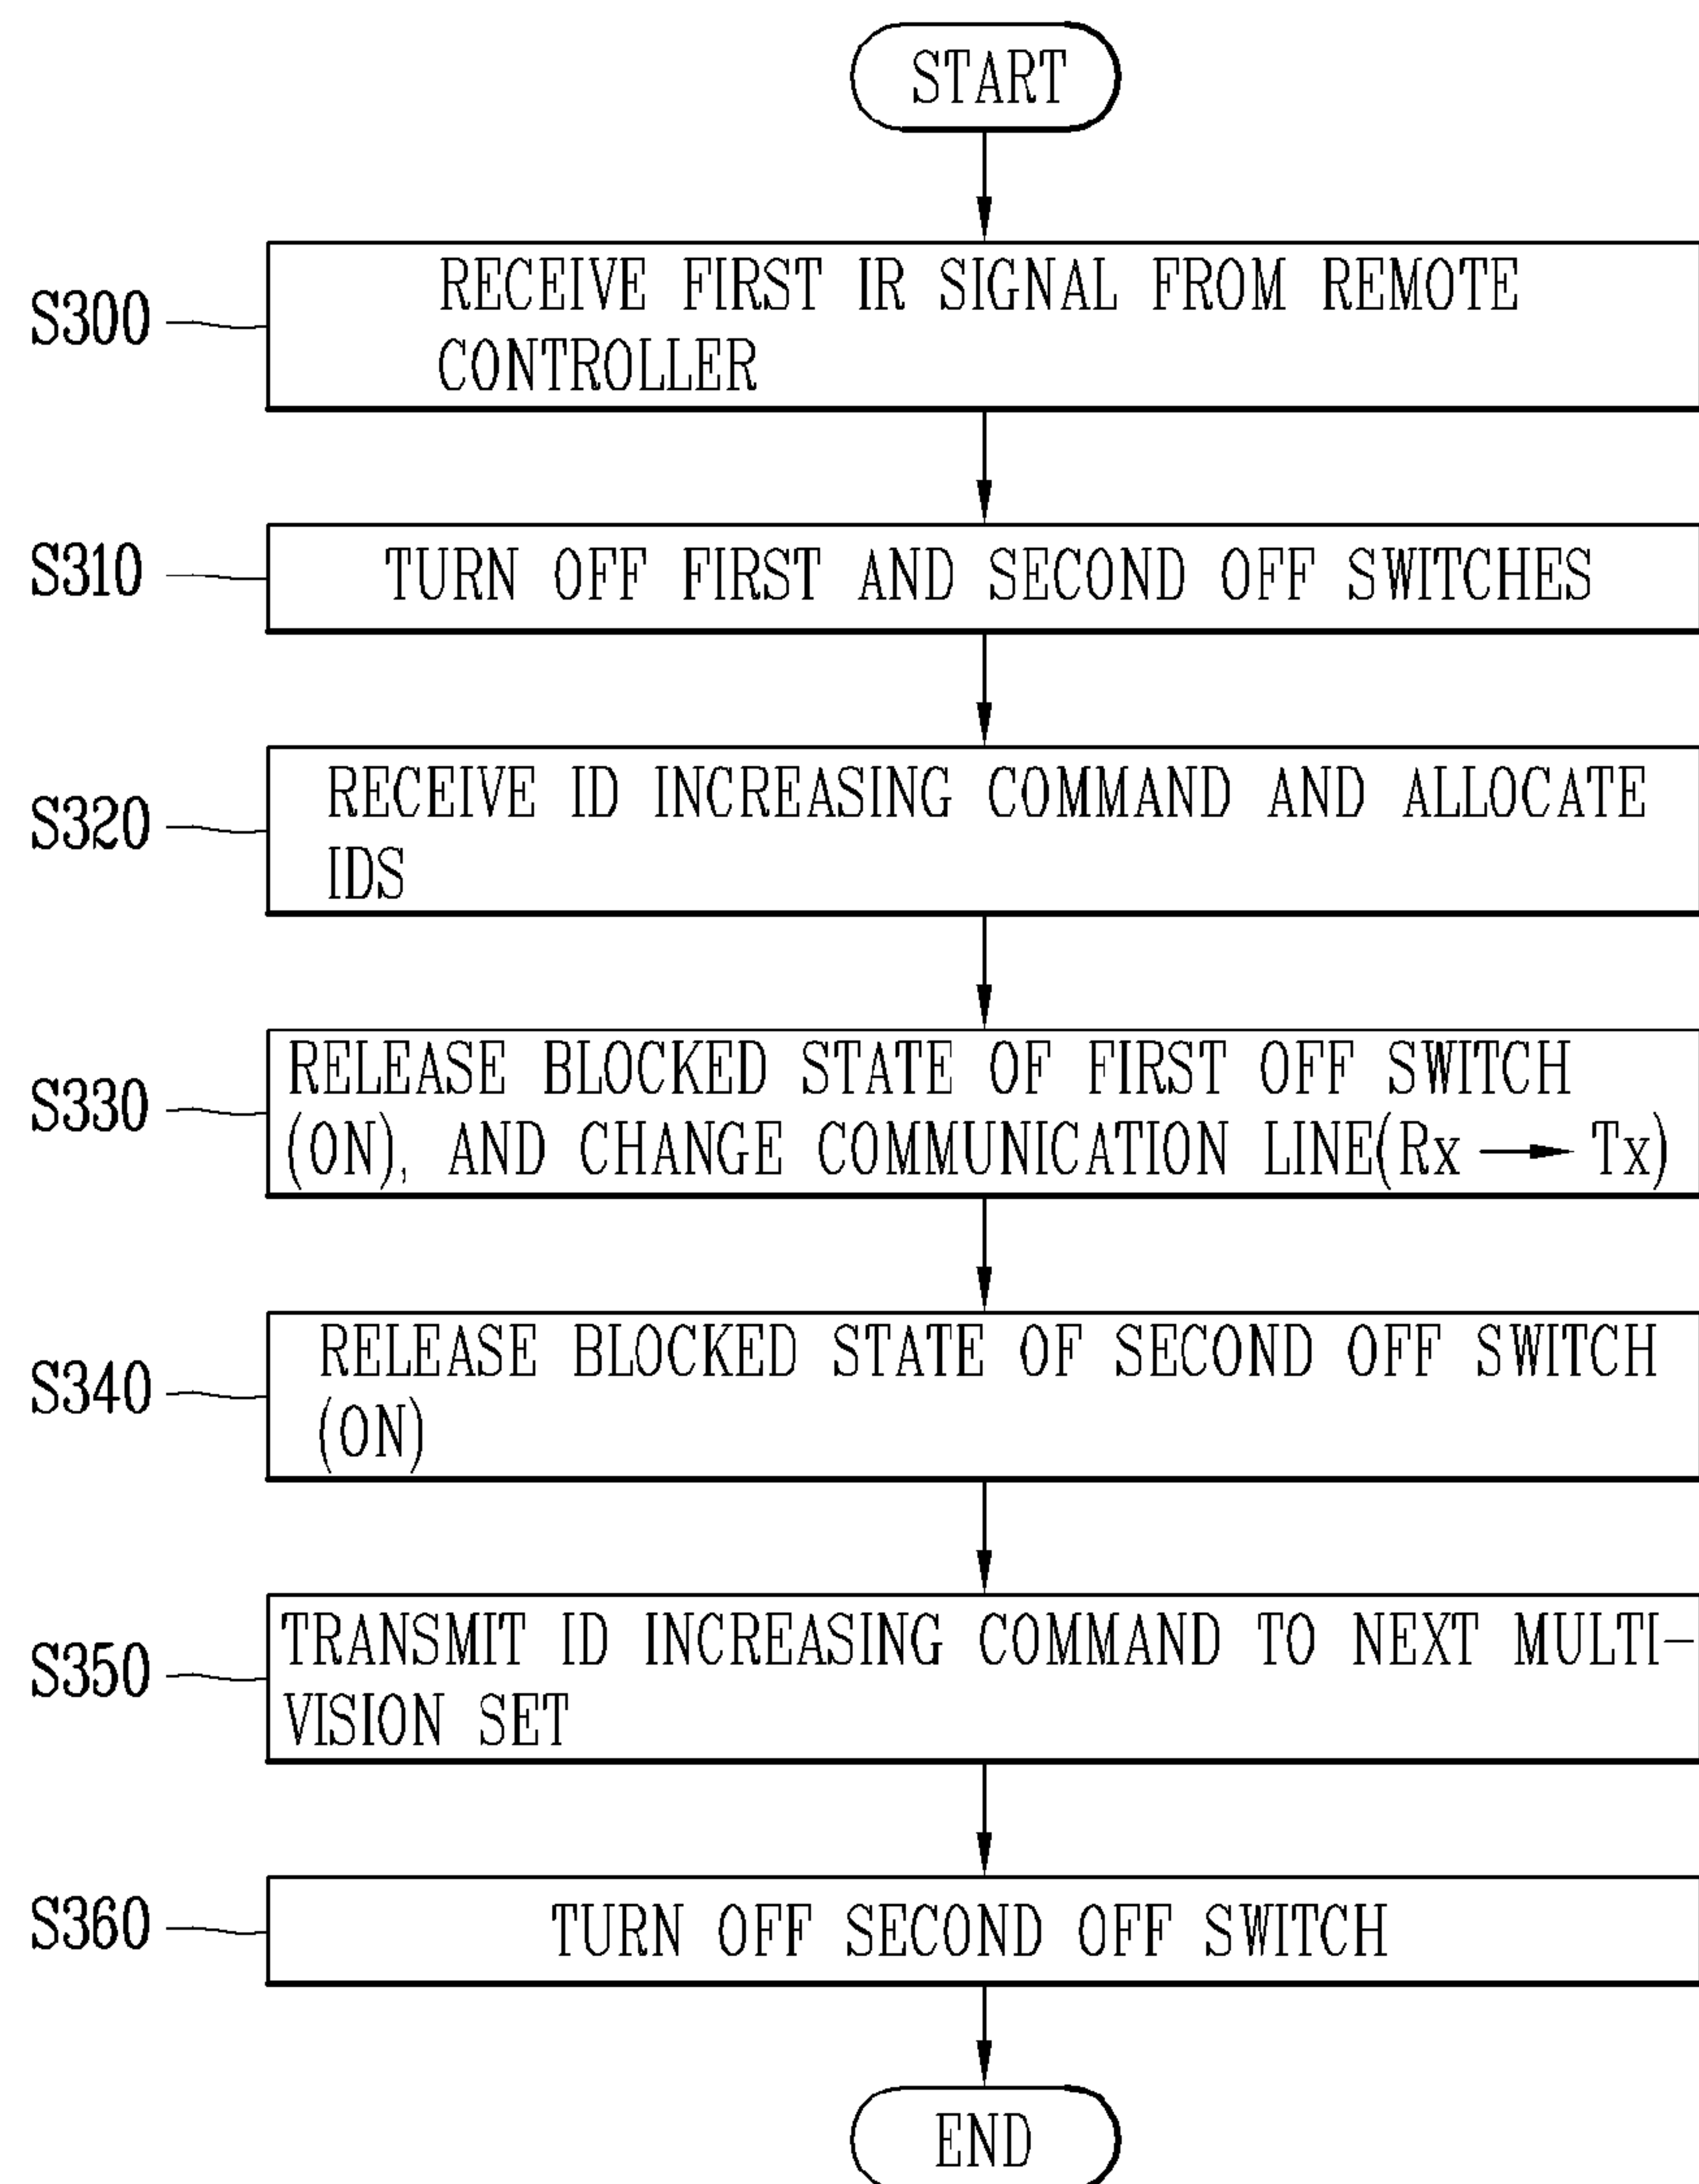 START
S300
RECEIVE FIRST IR SIGNAL FROM REMOTE
CONTROLLER
S310
TURN OFF FIRST AND SECOND OFF SWITCHES
S320
RECEIVE ID INCREASING COMMAND AND ALLOCATE
IDS
S330
RELEASE BLOCKED STATE OF FIRST OFF SWITCH
(ON), AND CHANGE COMMUNICATION LINE(Rx → Tx)
S340
RELEASE BLOCKED STATE OF SECOND OFF SWITCH
(ON)
S350
TRANSMIT ID INCREASING COMMAND TO NEXT MULTI-
VISION SET
S360
TURN OFF SECOND OFF SWITCH
END